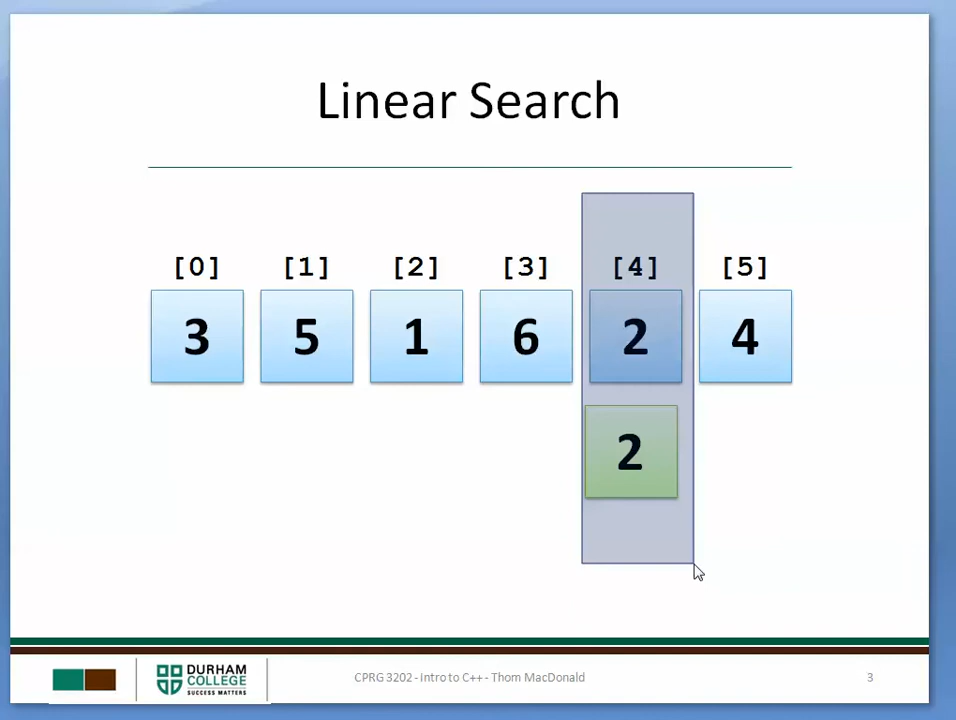 Linear Search
[0] [1] [2] [3] [4] [5]
3 5 1 6 2 4
2
DURHAM
COLLEGE
SUCCESS MATTERS
CPRG 3202 - Intro to C++ - Thom MacDonald
3